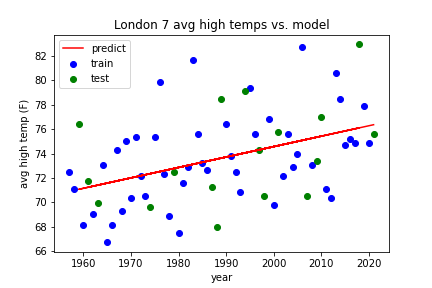 London 7 avg high temps vs. model
predict
train
test
avg high temp (F)
82
80
78
76
74
72
70
68
66
1960
1970
1980
1990
2000
2010
2020
year